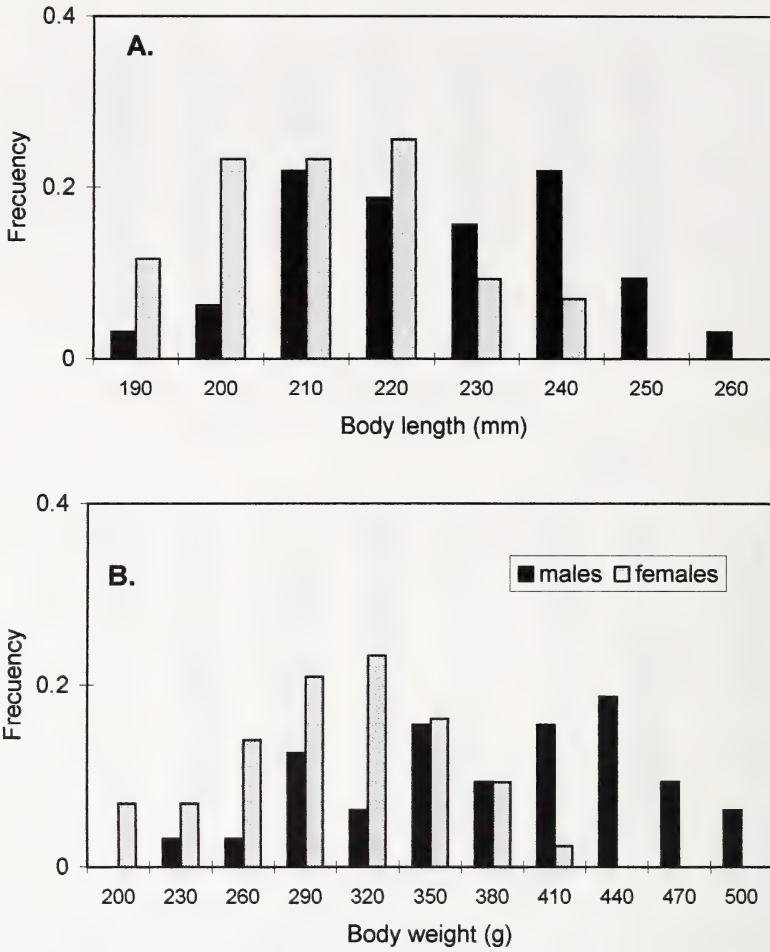 0.4
A.
0.2
0
Frecuency
190 200 210 220 230 240 250 260
Body length (mm)
0.4
B.
males females
0.2
0
Frecuency
200 230 260 290 320 350 380 410 440 470 500
Body weight (g)